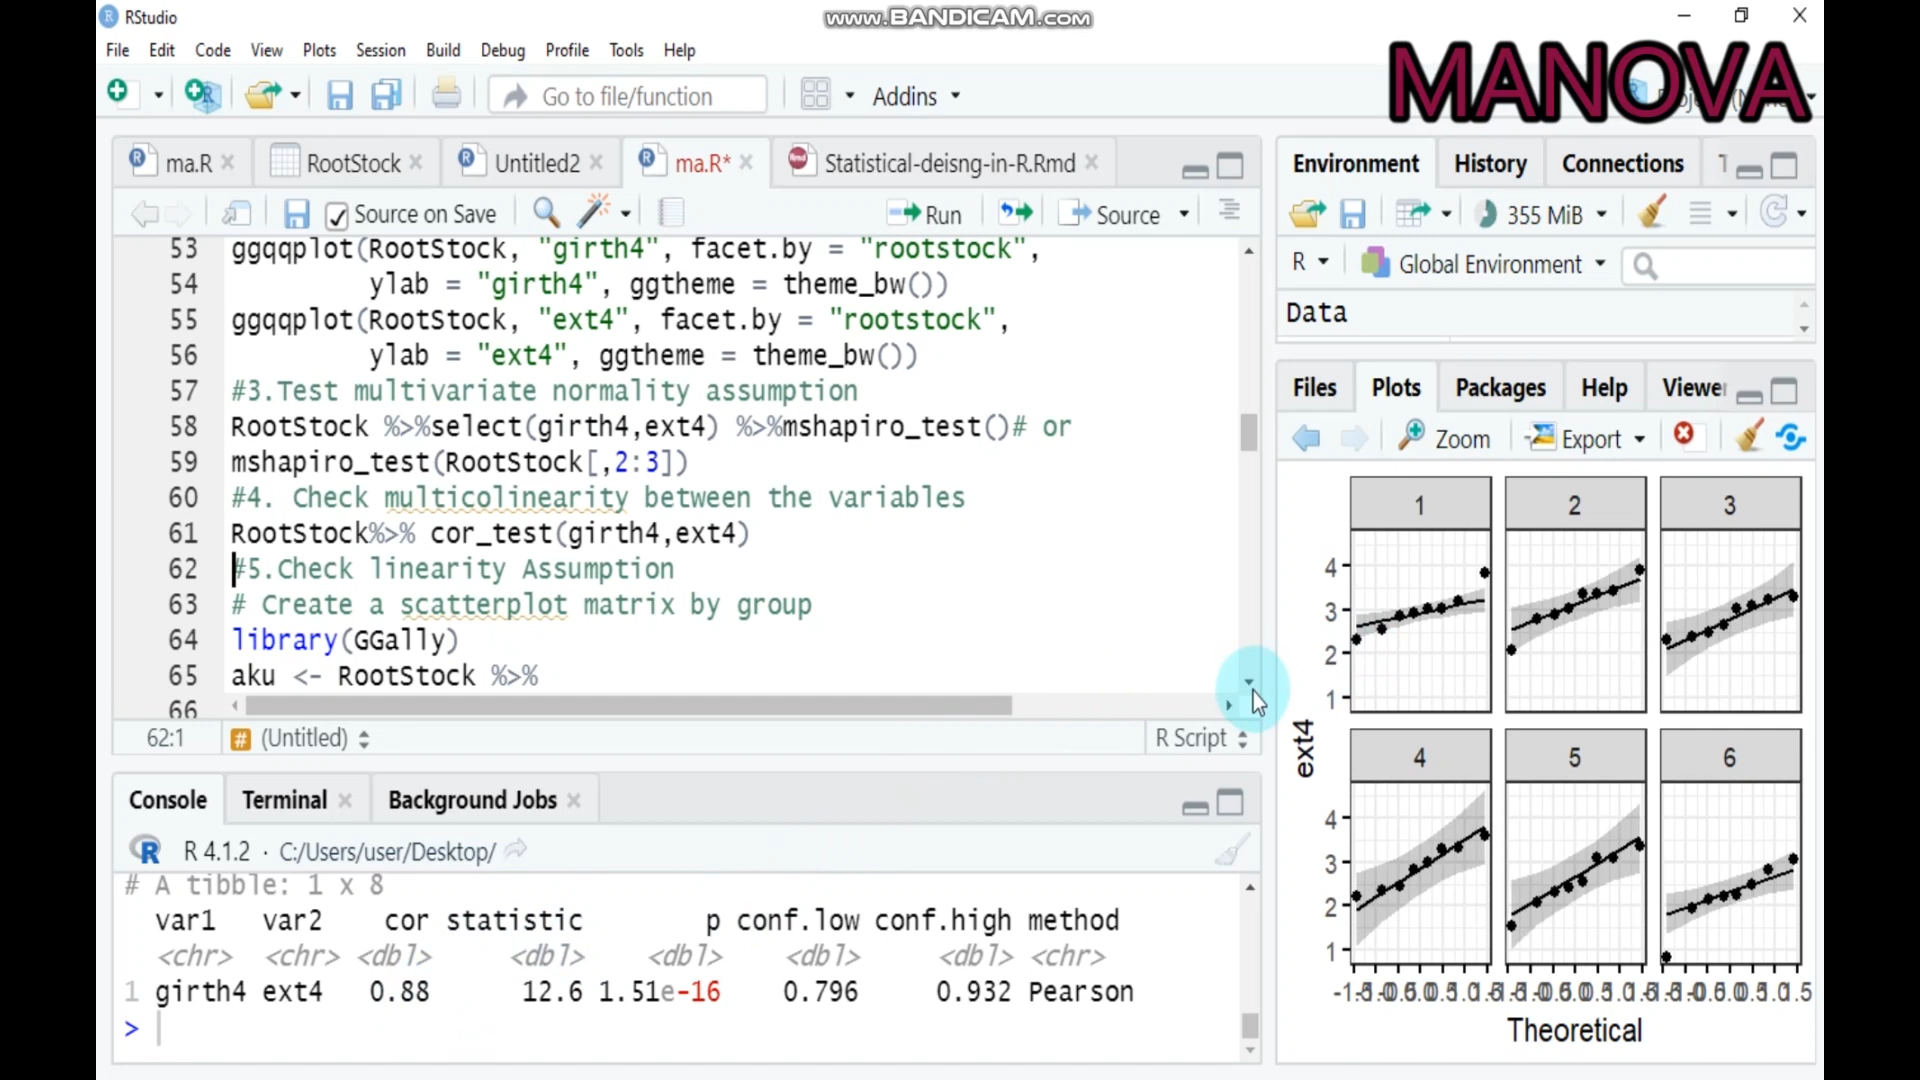 RStudio
www.BANDICAM.com
File Edit Code View Plots Session Build Debug Profile Tools Help
MANOVA
Go to file/function
Addins
ma.R
RootStock
Untitled2
ma.R*
Statistical-deisng-in-R.Rmd
Source on Save
Run
Source
53 ggqqplot(RootStock, "girth4", facet.by = "rootstock",
54 ylab = "girth4", ggtheme = theme_bw())
55 ggqqplot(RootStock, "ext4", facet.by = "rootstock",
56 ylab = "ext4", ggtheme = theme_bw())
57 #3.Test multivariate normality assumption
58 RootStock %>%select(girth4,ext4) %>%mshapiro_test()# or
59 mshapiro_test(RootStock[,2:3])
60 #4. Check multicolinearity between the variables
61 RootStock%>% cor_test(girth4,ext4)
62 #5.Check linearity Assumption
63 # Create a scatterplot matrix by group
64 library(GGally)
65 aku <- RootStock %>%
66
62:1
# (Untitled)
R Script
Console
Terminal
Background Jobs
R 4.1.2 · C:/Users/user/Desktop/
# A tibble: 1 x 8
var1 var2 cor statistic p conf.low conf.high method
<chr> <chr> <dbl> <dbl> <dbl> <dbl> <dbl> <chr>
1 girth4 ext4 0.88 12.6 1.51e-16 0.796 0.932 Pearson
>
Environment
History
Connections
355 MiB
R
Global Environment
Data
Files
Plots
Packages
Help
Viewer
Zoom
Export
1 2 3
4
3
2
1
ext4
4 5 6
4
3
2
1
Theoretical